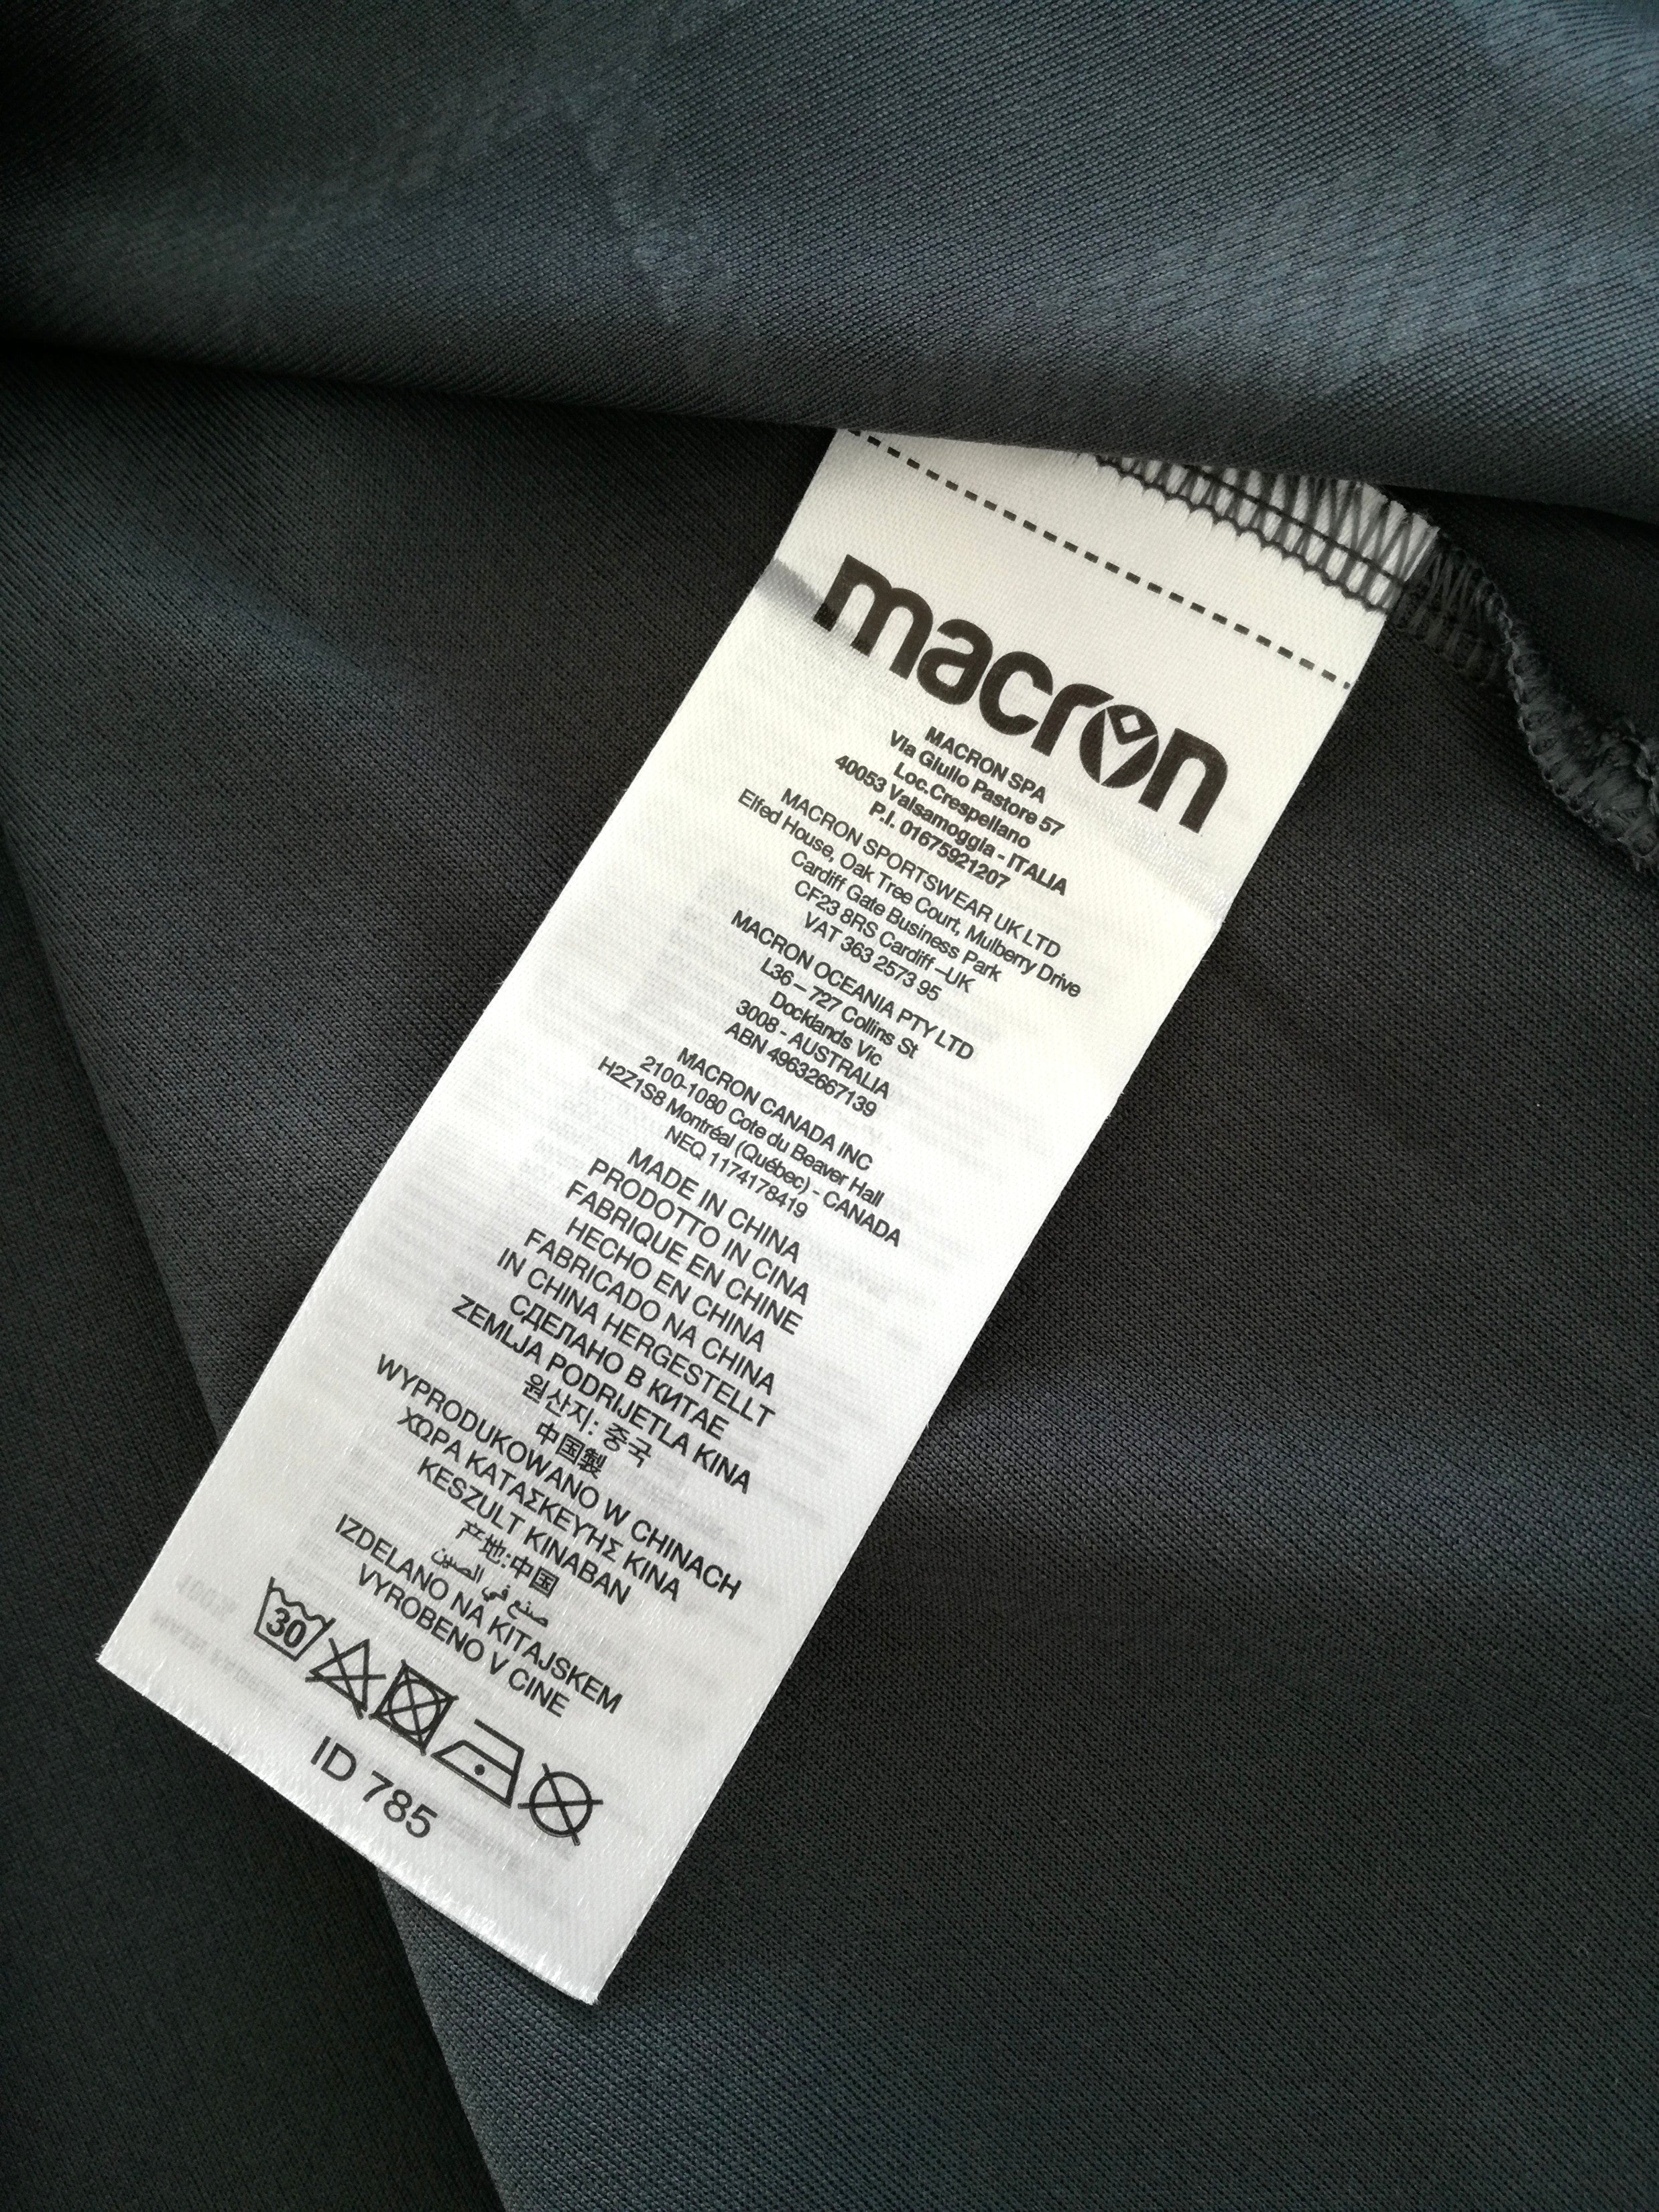 macron
MACRON SPA
Via Giulio Pastore 57
Loc.Crespellano
40053 Valsamoggia - ITALIA
P.I. 01675921207
MACRON SPORTSWEAR UK LTD
Elfed House, Oak Tree Court, Mulberry Drive
Cardiff Gate Business Park
CF23 8RS Cardiff –UK
VAT 363 2573 95
MACRON OCEANIA PTY LTD
L36 – 727 Collins St
Docklands Vic
3008 - AUSTRALIA
ABN 49632667139
MACRON CANADA INC
2100-1080 Cote du Beaver Hall
H2Z1S8 Montréal (Québec) - CANADA
NEQ 1174178419
MADE IN CHINA
PRODOTTO IN CINA
FABRIQUE EN CHINE
HECHO EN CHINA
FABRICADO NA CHINA
IN CHINA HERGESTELLT
СДЕЛАНО В КИТАЕ
ZEMLJA PODRIJETLA KINA
원산지: 중국
中国製
WYPRODUKOWANO W CHINACH
ΧΩΡΑ ΚΑΤΑΣΚΕΥΉΣ ΚΙΝΑ
KESZULT KINABAN
产地:中国
صنع في الصين
IZDELANO NA KITAJSKEM
VYROBENO V CINE
30
ID 785